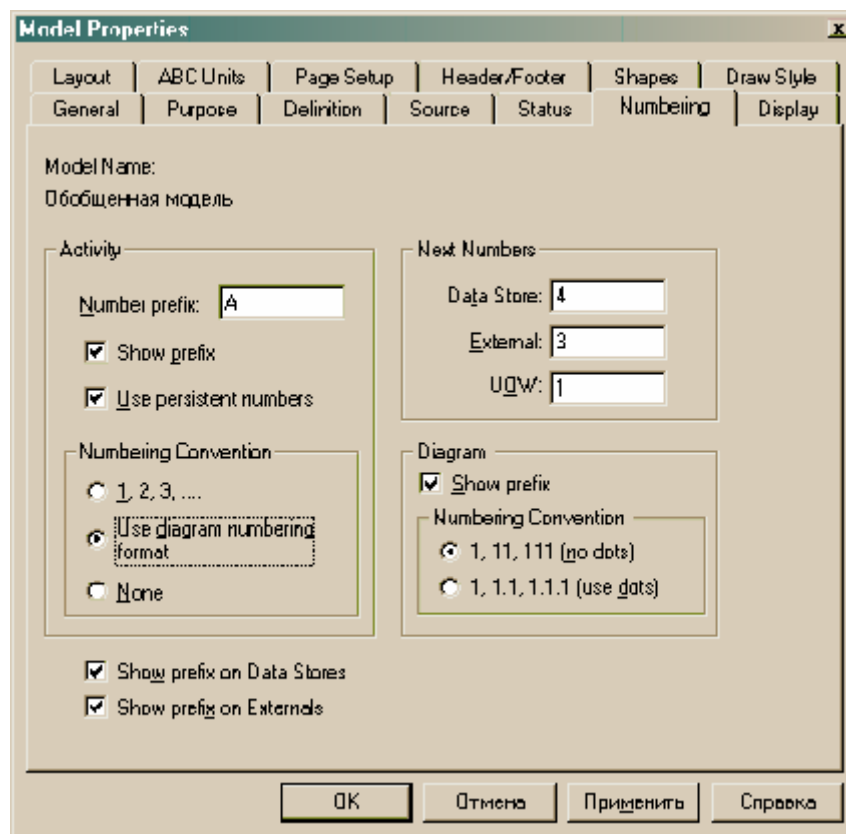 Model Properties
Layout ABC Units Page Setup Header/Footer Shapes Draw Style
General Purpose Definition Source Status Numbering Display
Model Name:
Обобщенная модель
Activity
Number prefix: A
Show prefix
Use persistent numbers
Numbering Convention
1, 2, 3, ....
Use diagram numbering
format
None
Next Numbers
Data Store: 4
External: 3
UOW: 1
Diagram
Show prefix
Numbering Convention
1, 11, 111 (no dots)
1, 1.1, 1.1.1 (use dots)
Show prefix on Data Stores
Show prefix on Externals
OK Отмена Применить Справка